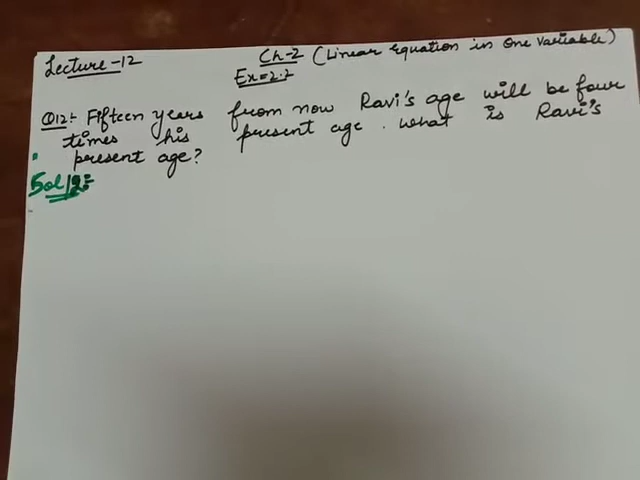 Lecture-12
Ch-2 (Linear Equation in One Variable)
Ex=2.2
Q12:- Fifteen years from now Ravi's age will be four
times his present age. What is Ravi's
present age?
Sol12:-